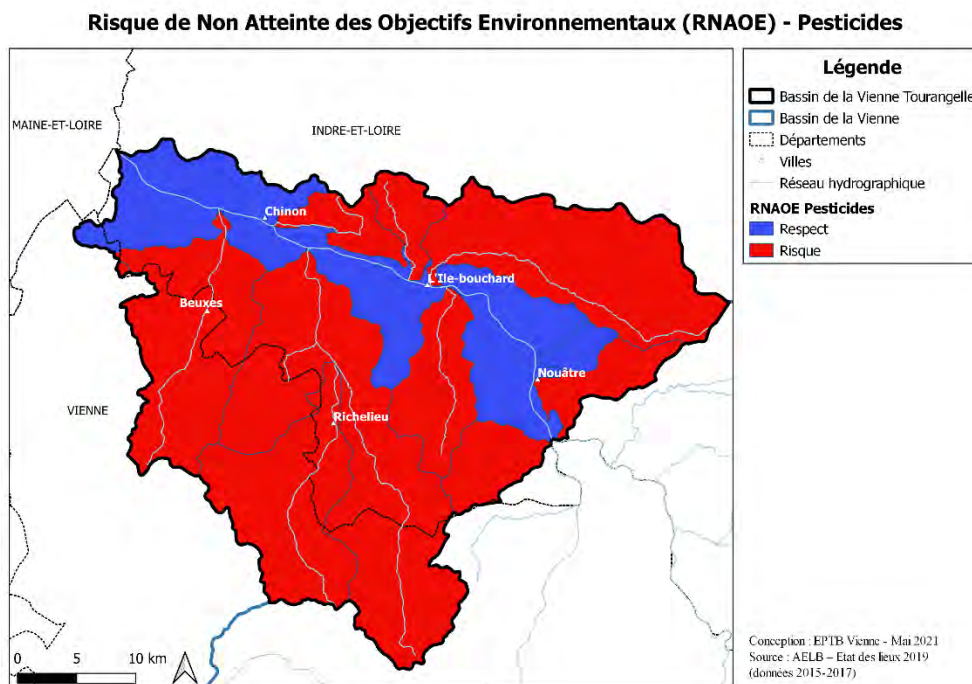 Risque de Non Atteinte des Objectifs Environnementaux (RNAOE) - Pesticides
Légende
Bassin de la Vienne Tourangelle
Bassin de la Vienne
Départements
Villes
Réseau hydrographique
RNAOE Pesticides
Respect
Risque
MAINE-ET-LOIRE
INDRE-ET-LOIRE
Chinon
L'Ile-bouchard
Beuxes
Nouâtre
VIENNE
Richelieu
0 5 10 km
Conception : EPTB Vienne - Mai 2021
Source : AELB – Etat des lieux 2019
(données 2015-2017)